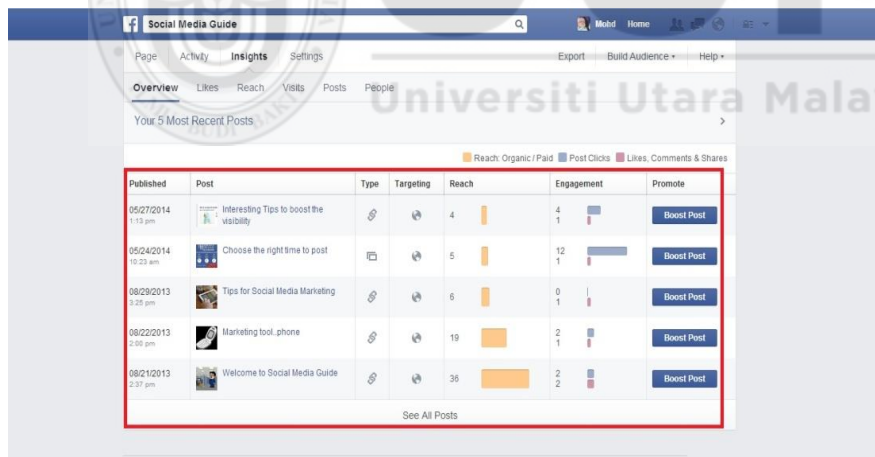 f Social Media Guide Mohd Home
Page Activity Insights Settings Export Build Audience Help
Overview Likes Reach Visits Posts People
Universiti Utara Mala
BUDI BAKTI
Your 5 Most Recent Posts >
Reach: Organic / Paid Post Clicks Likes, Comments & Shares
Published Post Type Targeting Reach Engagement Promote
05/27/2014 Interesting Tips to boost the 4 4 Boost Post
1:13 pm visibility 1
05/24/2014 Choose the right time to post 5 12 Boost Post
10:23 am 1
08/29/2013 Tips for Social Media Marketing 6 0 Boost Post
3:25 pm 1
08/22/2013 Marketing tool..phone 19 2 Boost Post
2:00 pm 1
08/21/2013 Welcome to Social Media Guide 36 2 Boost Post
2:37 pm 2
See All Posts